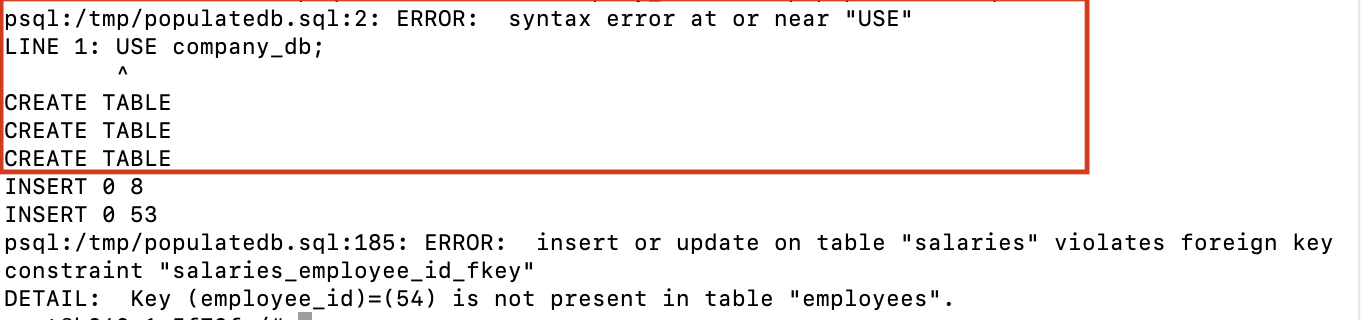 psql:/tmp/populatedb.sql:2: ERROR:  syntax error at or near "USE"
LINE 1: USE company_db;
        ^
CREATE TABLE
CREATE TABLE
CREATE TABLE
INSERT 0 8
INSERT 0 53
psql:/tmp/populatedb.sql:185: ERROR:  insert or update on table "salaries" violates foreign key
constraint "salaries_employee_id_fkey"
DETAIL:  Key (employee_id)=(54) is not present in table "employees".